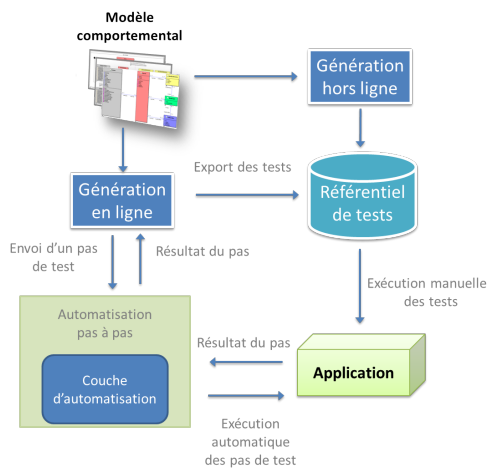 Modèle
comportemental
Génération
hors ligne
Export des tests
Génération
en ligne
Référentiel
de tests
Envoi d'un pas
de test
Résultat du pas
Exécution manuelle
des tests
Automatisation
pas à pas
Résultat du pas
Couche
d'automatisation
Application
Exécution
automatique
des pas de test